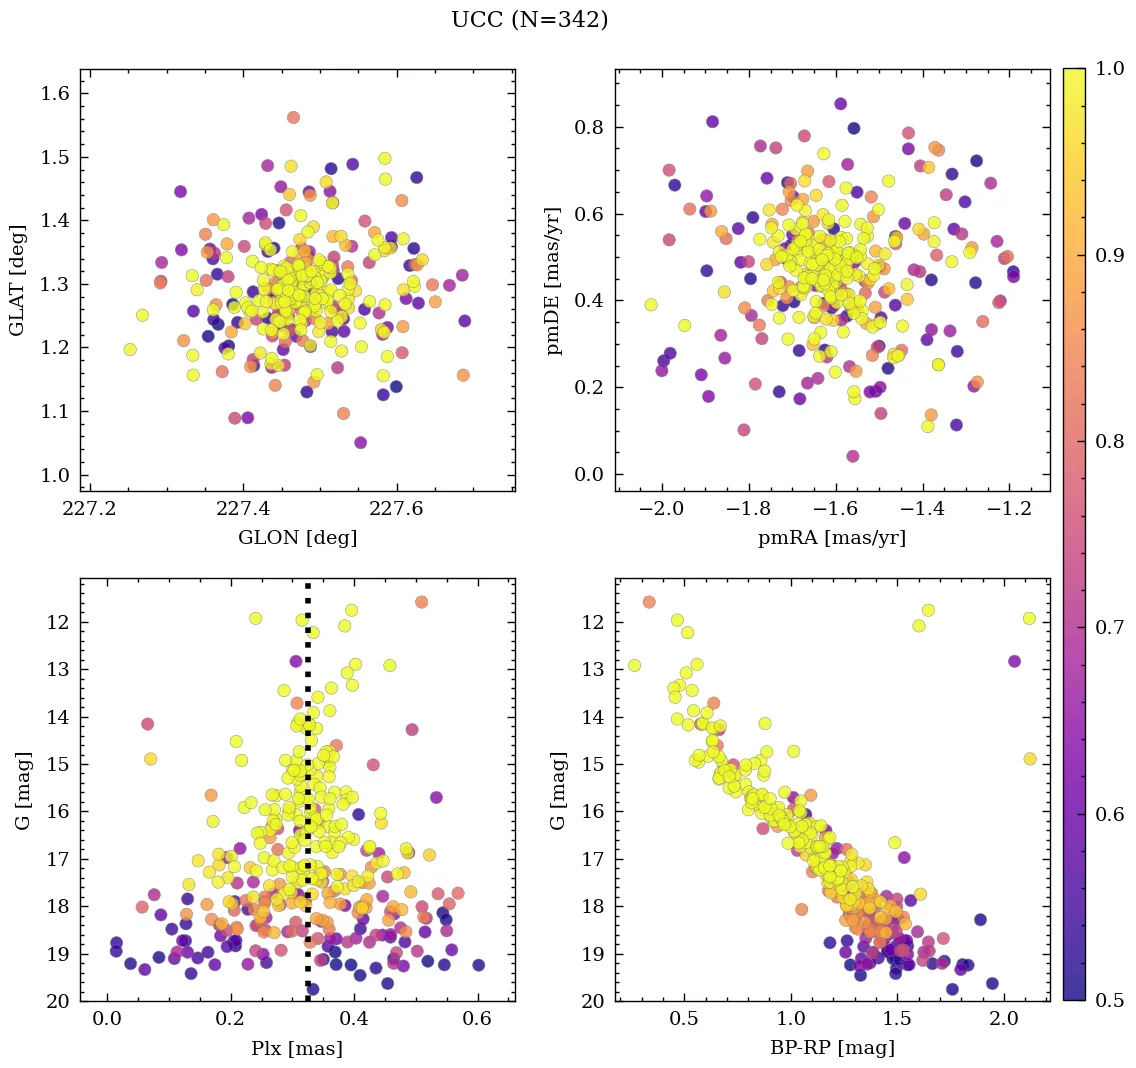 UCC (N=342)
1.6
1.5
1.4
1.3
1.2
1.1
1.0
GLAT [deg]
227.2 227.4 227.6
GLON [deg]
0.8
0.6
0.4
0.2
0.0
pmDE [mas/yr]
−2.0 −1.8 −1.6 −1.4 −1.2
pmRA [mas/yr]
12
13
14
15
16
17
18
19
20
G [mag]
0.0 0.2 0.4 0.6
Plx [mas]
12
13
14
15
16
17
18
19
20
G [mag]
0.5 1.0 1.5 2.0
BP-RP [mag]
1.0
0.9
0.8
0.7
0.6
0.5